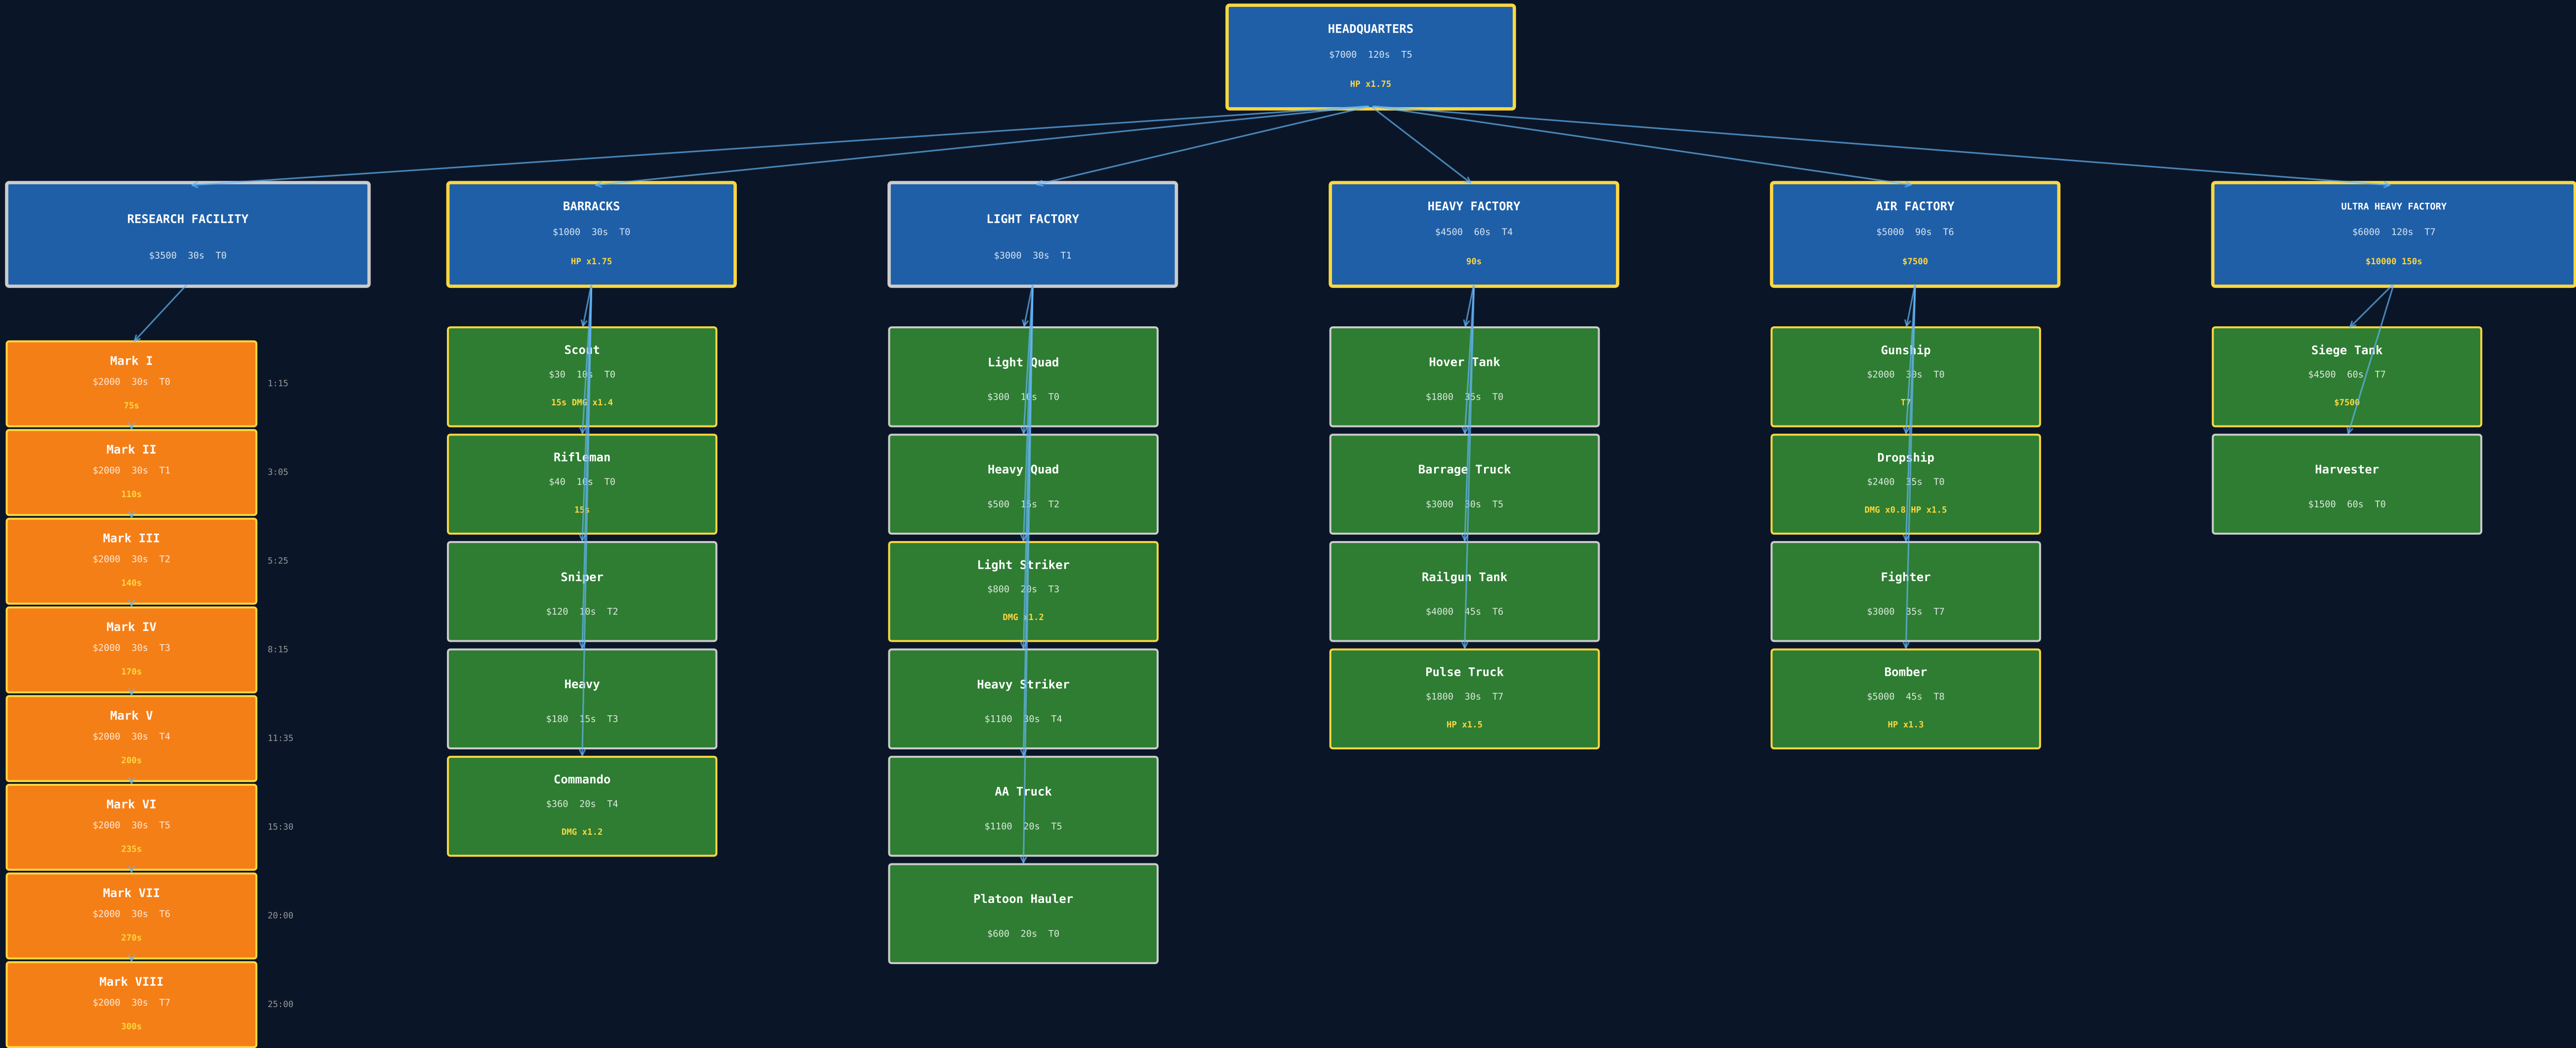 HEADQUARTERS
$7000  120s  T5
HP x1.75
RESEARCH FACILITY
$3500  30s  T0
BARRACKS
$1000  30s  T0
HP x1.75
LIGHT FACTORY
$3000  30s  T1
HEAVY FACTORY
$4500  60s  T4
90s
AIR FACTORY
$5000  90s  T6
$7500
ULTRA HEAVY FACTORY
$6000  120s  T7
$10000 150s
Mark I
$2000  30s  T0
75s
1:15
Mark II
$2000  30s  T1
110s
3:05
Mark III
$2000  30s  T2
140s
5:25
Mark IV
$2000  30s  T3
170s
8:15
Mark V
$2000  30s  T4
200s
11:35
Mark VI
$2000  30s  T5
235s
15:30
Mark VII
$2000  30s  T6
270s
20:00
Mark VIII
$2000  30s  T7
300s
25:00
Scout
$30  10s  T0
15s DMG x1.4
Rifleman
$40  10s  T0
15s
Sniper
$120  10s  T2
Heavy
$180  15s  T3
Commando
$360  20s  T4
DMG x1.2
Light Quad
$300  10s  T0
Heavy Quad
$500  15s  T2
Light Striker
$800  20s  T3
DMG x1.2
Heavy Striker
$1100  30s  T4
AA Truck
$1100  20s  T5
Platoon Hauler
$600  20s  T0
Hover Tank
$1800  35s  T0
Barrage Truck
$3000  30s  T5
Railgun Tank
$4000  45s  T6
Pulse Truck
$1800  30s  T7
HP x1.5
Gunship
$2000  30s  T0
T7
Dropship
$2400  35s  T0
DMG x0.8 HP x1.5
Fighter
$3000  35s  T7
Bomber
$5000  45s  T8
HP x1.3
Siege Tank
$4500  60s  T7
$7500
Harvester
$1500  60s  T0